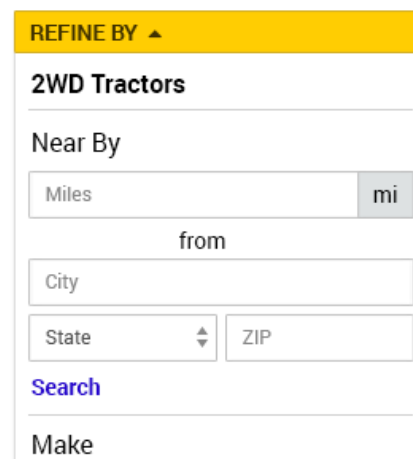 REFINE BY
2WD Tractors
Near By
Miles mi
from
City
State ZIP
Search
Make